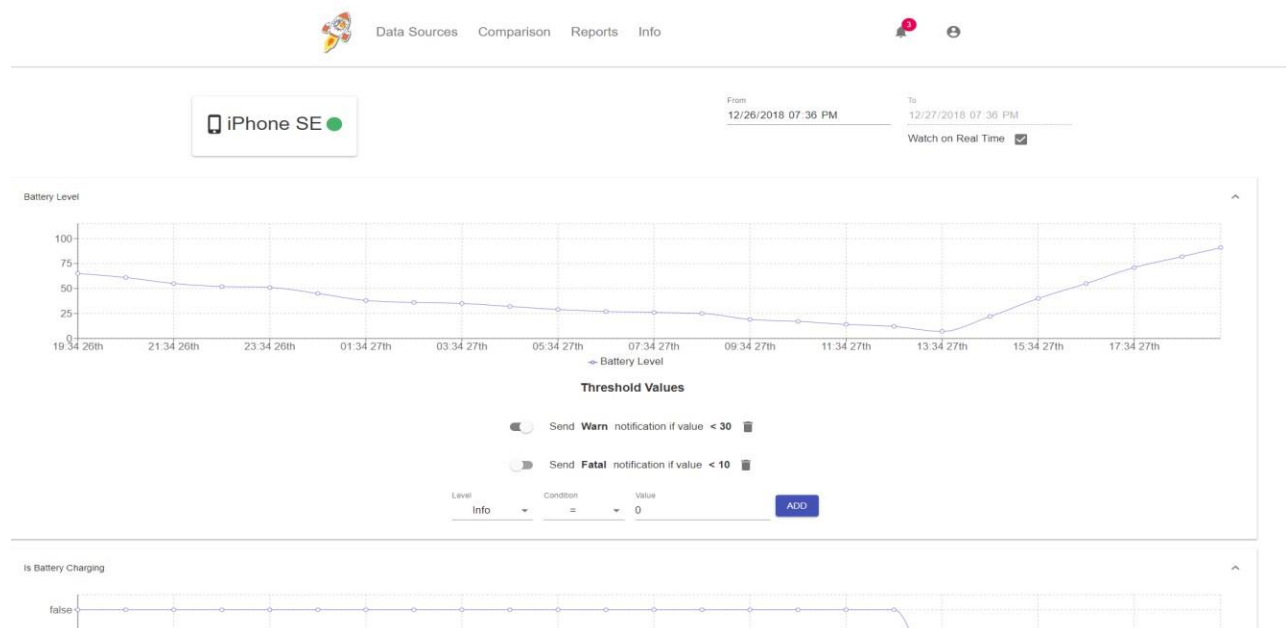 Data Sources Comparison Reports Info 3
From To
iPhone SE 12/26/2018 07:36 PM 12/27/2018 07:36 PM
Watch on Real Time
Battery Level
100
75
50
25
0
19:34 26th 21:34 26th 23:34 26th 01:34 27th 03:34 27th 05:34 27th 07:34 27th 09:34 27th 11:34 27th 13:34 27th 15:34 27th 17:34 27th
Battery Level
Threshold Values
Send Warn notification if value < 30
Send Fatal notification if value < 10
Level Condition Value
Info = 0 ADD
Is Battery Charging
false